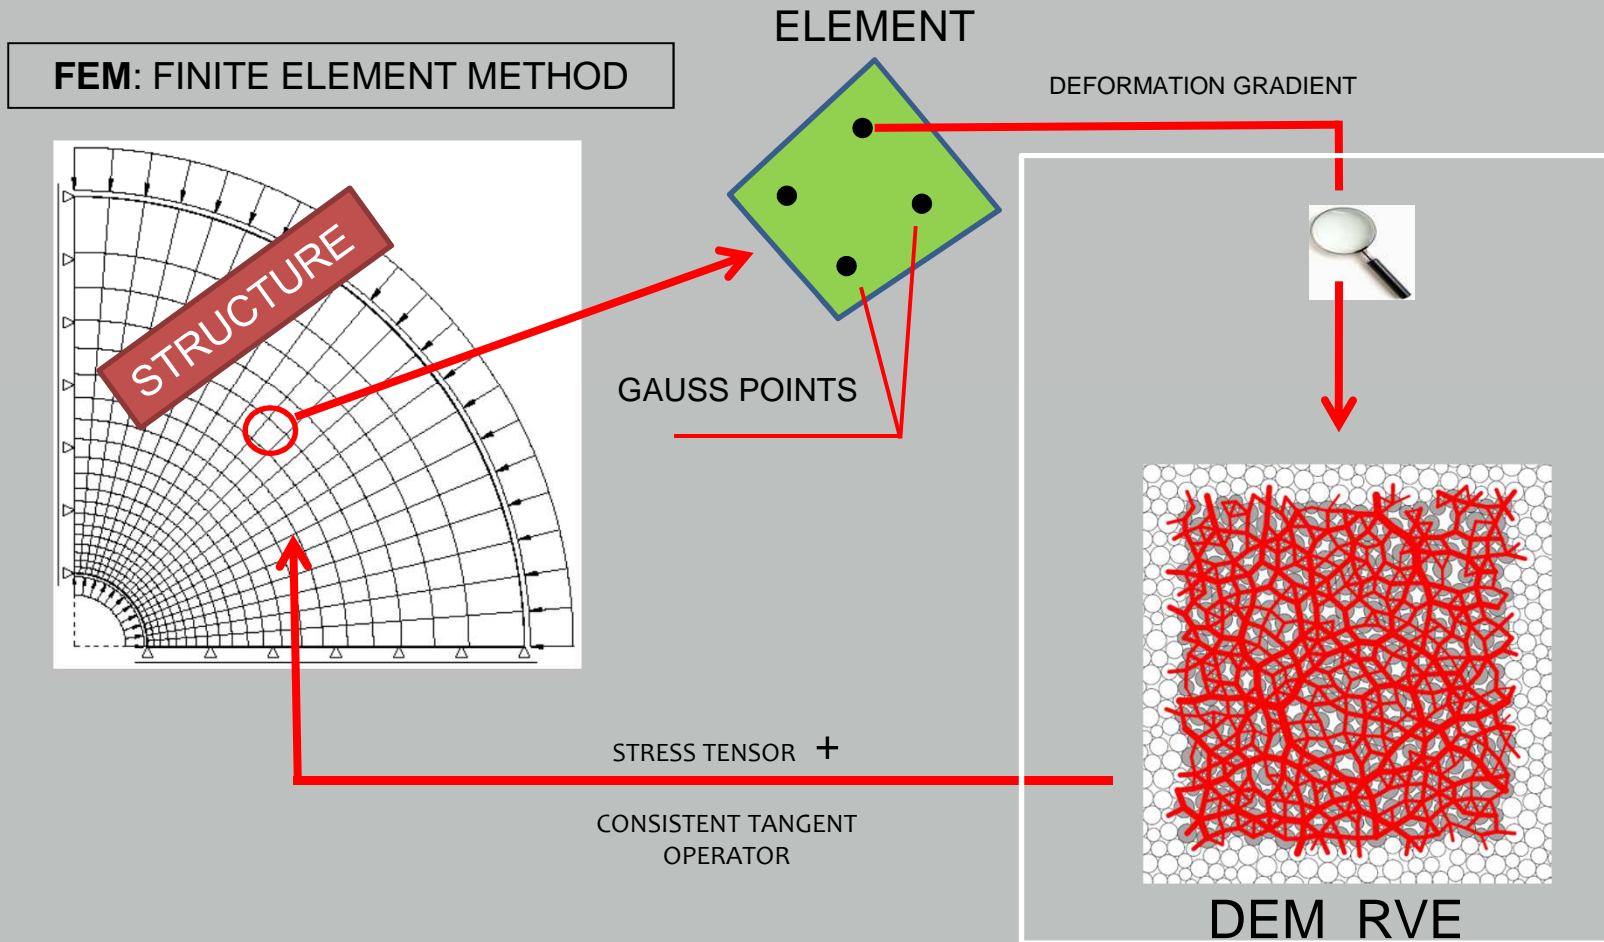 ELEMENT
FEM: FINITE ELEMENT METHOD
DEFORMATION GRADIENT
STRUCTURE
GAUSS POINTS
STRESS TENSOR +
CONSISTENT TANGENT
OPERATOR
DEM RVE